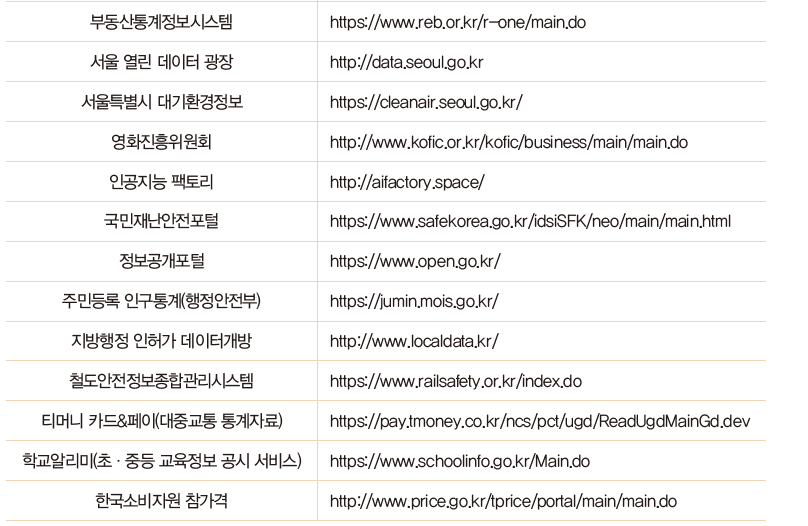 부동산통계정보시스템 https://www.reb.or.kr/r-one/main.do
서울 열린 데이터 광장 http://data.seoul.go.kr
서울특별시 대기환경정보 https://cleanair.seoul.go.kr/
영화진흥위원회 http://www.kofic.or.kr/kofic/business/main/main.do
인공지능 팩토리 http://aifactory.space/
국민재난안전포털 https://www.safekorea.go.kr/idsiSFK/neo/main/main.html
정보공개포털 https://www.open.go.kr/
주민등록 인구통계(행정안전부) https://jumin.mois.go.kr/
지방행정 인허가 데이터개방 http://www.localdata.kr/
철도안전정보종합관리시스템 https://www.railsafety.or.kr/index.do
티머니 카드&페이(대중교통 통계자료) https://pay.tmoney.co.kr/ncs/pct/ugd/ReadUgdMainGd.dev
학교알리미(초 · 중등 교육정보 공시 서비스) https://www.schoolinfo.go.kr/Main.do
한국소비자원 참가격 http://www.price.go.kr/tprice/portal/main/main.do